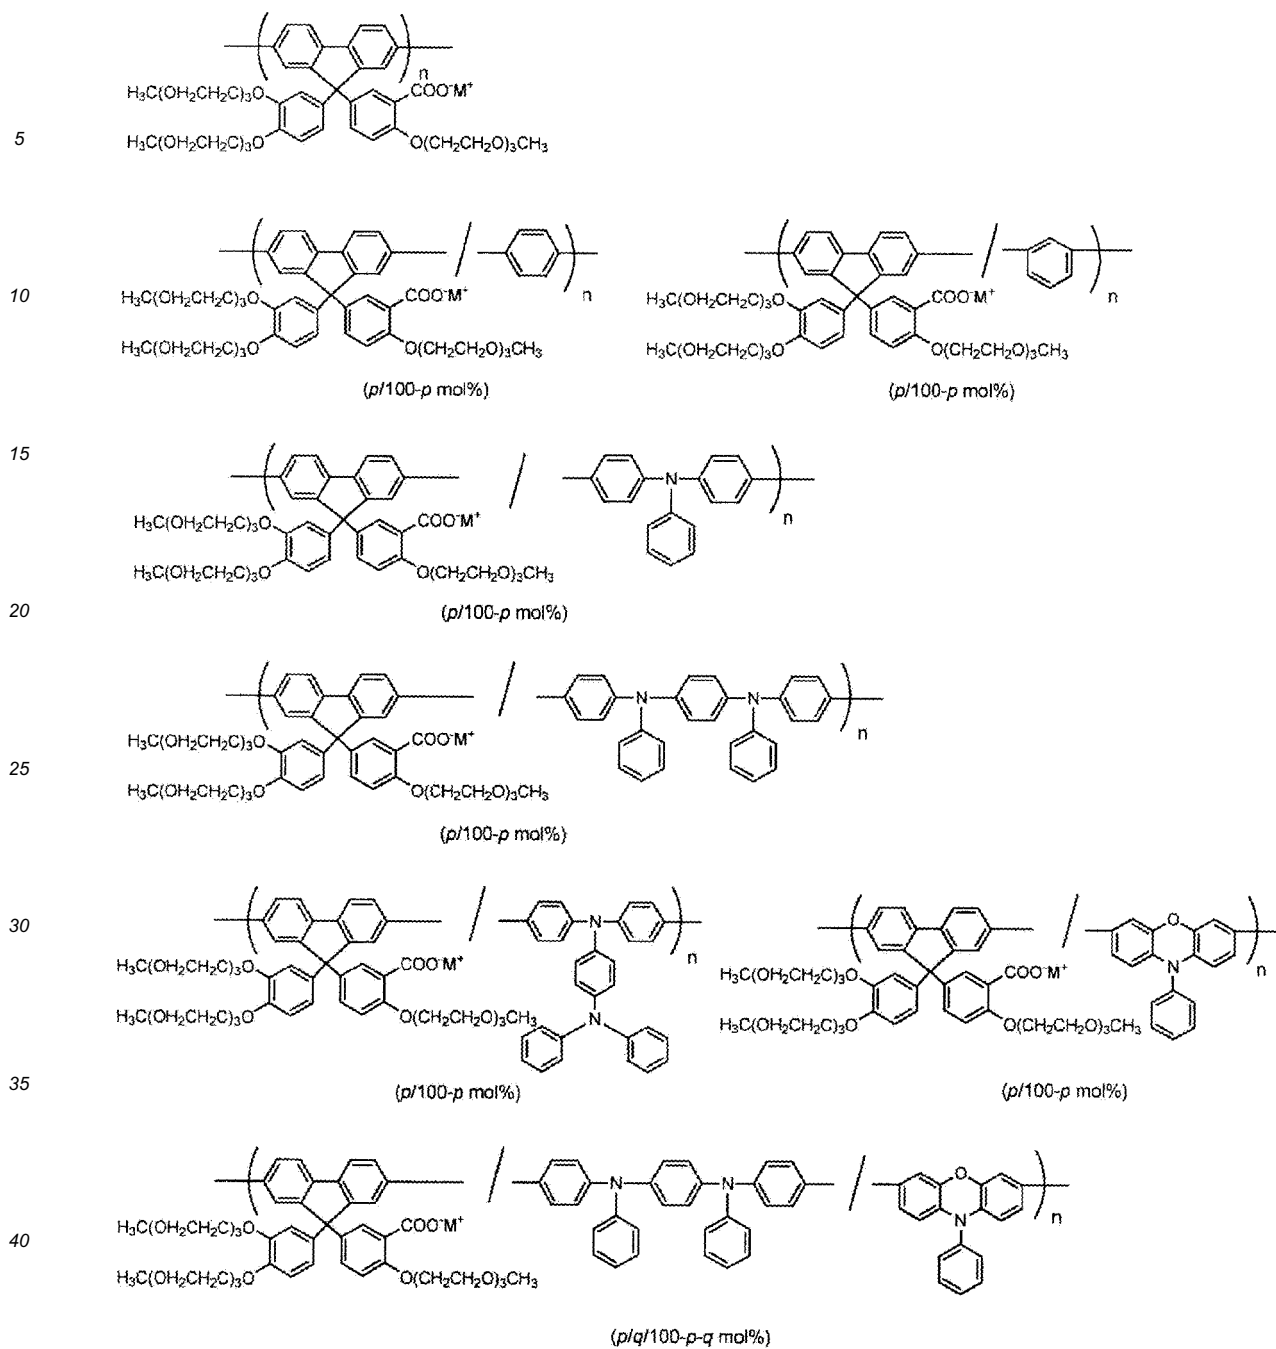 n
H₃C(OH₂CH₂C)₃O COO⁻M⁺
5 H₃C(OH₂CH₂C)₃O O(CH₂CH₂O)₃CH₃
10 H₃C(OH₂CH₂C)₃O COO⁻M⁺ n H₃C(OH₂CH₂C)₃O COO⁻M⁺ n
H₃C(OH₂CH₂C)₃O O(CH₂CH₂O)₃CH₃ H₃C(OH₂CH₂C)₃O O(CH₂CH₂O)₃CH₃
(p/100-p mol%) (p/100-p mol%)
15
N
H₃C(OH₂CH₂C)₃O COO⁻M⁺ n
H₃C(OH₂CH₂C)₃O O(CH₂CH₂O)₃CH₃
20 (p/100-p mol%)
N N
H₃C(OH₂CH₂C)₃O COO⁻M⁺ n
25
H₃C(OH₂CH₂C)₃O O(CH₂CH₂O)₃CH₃
(p/100-p mol%)
30 N O
H₃C(OH₂CH₂C)₃O COO⁻M⁺ n H₃C(OH₂CH₂C)₃O COO⁻M⁺ N n
H₃C(OH₂CH₂C)₃O O(CH₂CH₂O)₃CH₃ N H₃C(OH₂CH₂C)₃O O(CH₂CH₂O)₃CH₃
35 (p/100-p mol%) (p/100-p mol%)
N N O
H₃C(OH₂CH₂C)₃O COO⁻M⁺ N n
40
H₃C(OH₂CH₂C)₃O O(CH₂CH₂O)₃CH₃
(p/q/100-p-q mol%)